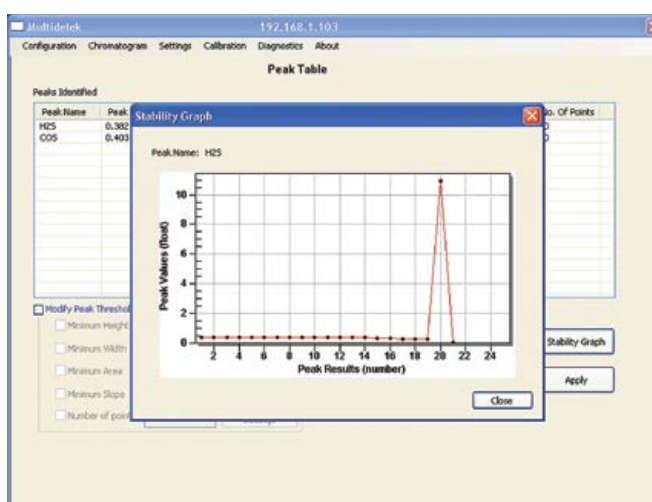 Multidetek 192.168.1.103
Configuration Chromatogram Settings Calibration Diagnostics About
Peak Table
Peaks Identified
Peak Name Peak No. Of Points
H2S 0.382 0
COS 0.403 0
Stability Graph
Peak Name: H2S
Peak Values (float)
10
8
6
4
2
0
2 4 6 8 10 12 14 16 18 20 22 24
Peak Results (number)
Close
Modify Peak Threshol
Minimum Height
Minimum Width
Minimum Area
Minimum Slope
Number of point
Stability Graph
Apply